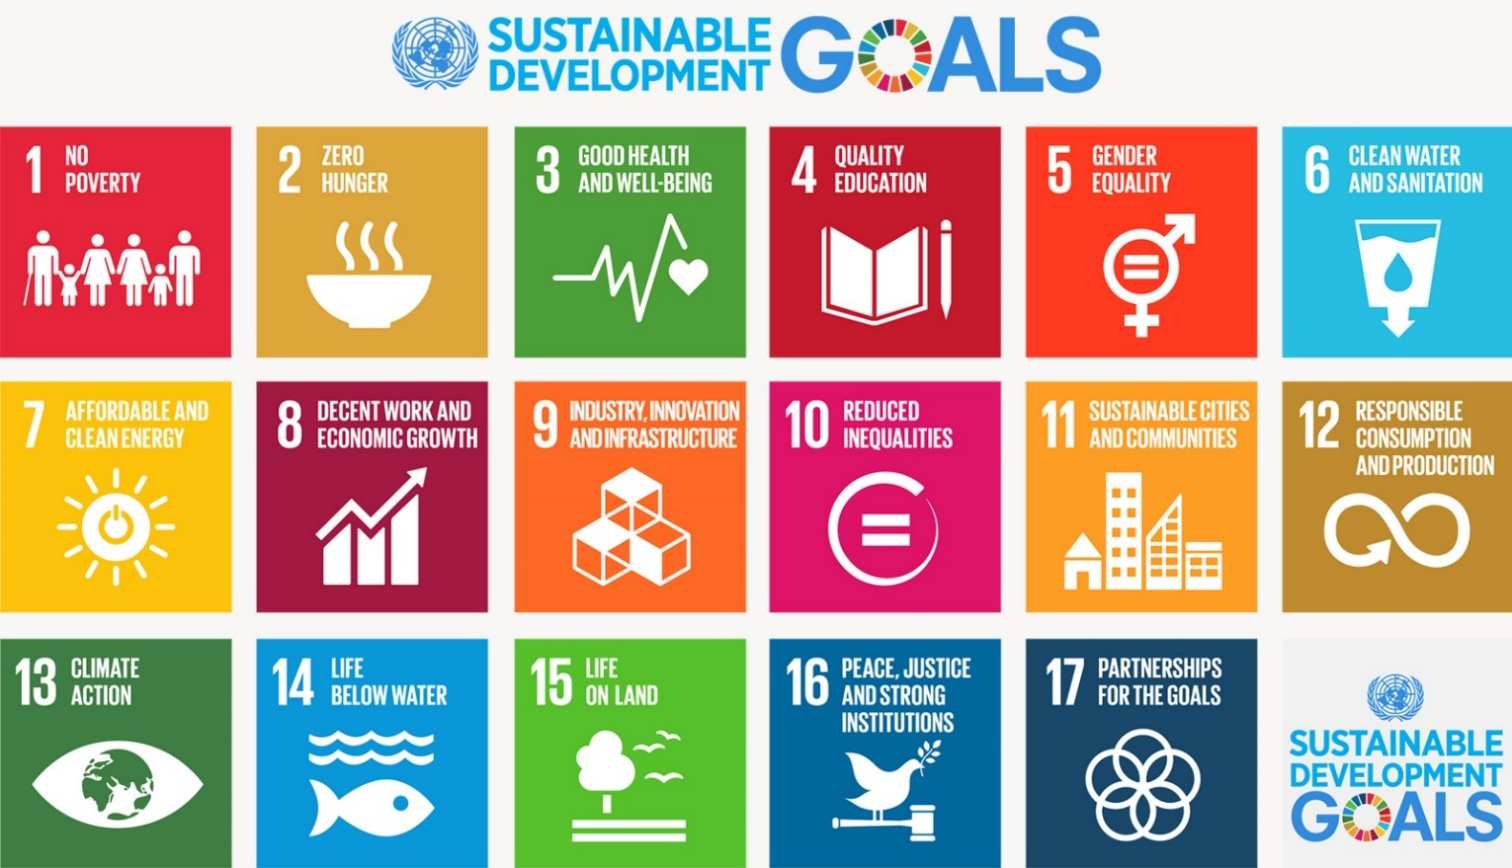 SUSTAINABLE
DEVELOPMENT
GOALS
1 NO
POVERTY
2 ZERO
HUNGER
3 GOOD HEALTH
AND WELL-BEING
4 QUALITY
EDUCATION
5 GENDER
EQUALITY
6 CLEAN WATER
AND SANITATION
7 AFFORDABLE AND
CLEAN ENERGY
8 DECENT WORK AND
ECONOMIC GROWTH
9 INDUSTRY, INNOVATION
AND INFRASTRUCTURE
10 REDUCED
INEQUALITIES
11 SUSTAINABLE CITIES
AND COMMUNITIES
12 RESPONSIBLE
CONSUMPTION
AND PRODUCTION
13 CLIMATE
ACTION
14 LIFE
BELOW WATER
15 LIFE
ON LAND
16 PEACE, JUSTICE
AND STRONG
INSTITUTIONS
17 PARTNERSHIPS
FOR THE GOALS
SUSTAINABLE
DEVELOPMENT
GOALS